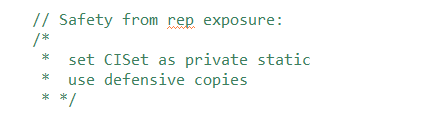 // Safety from rep exposure:
/*
*  set CISet as private static
*  use defensive copies
* */